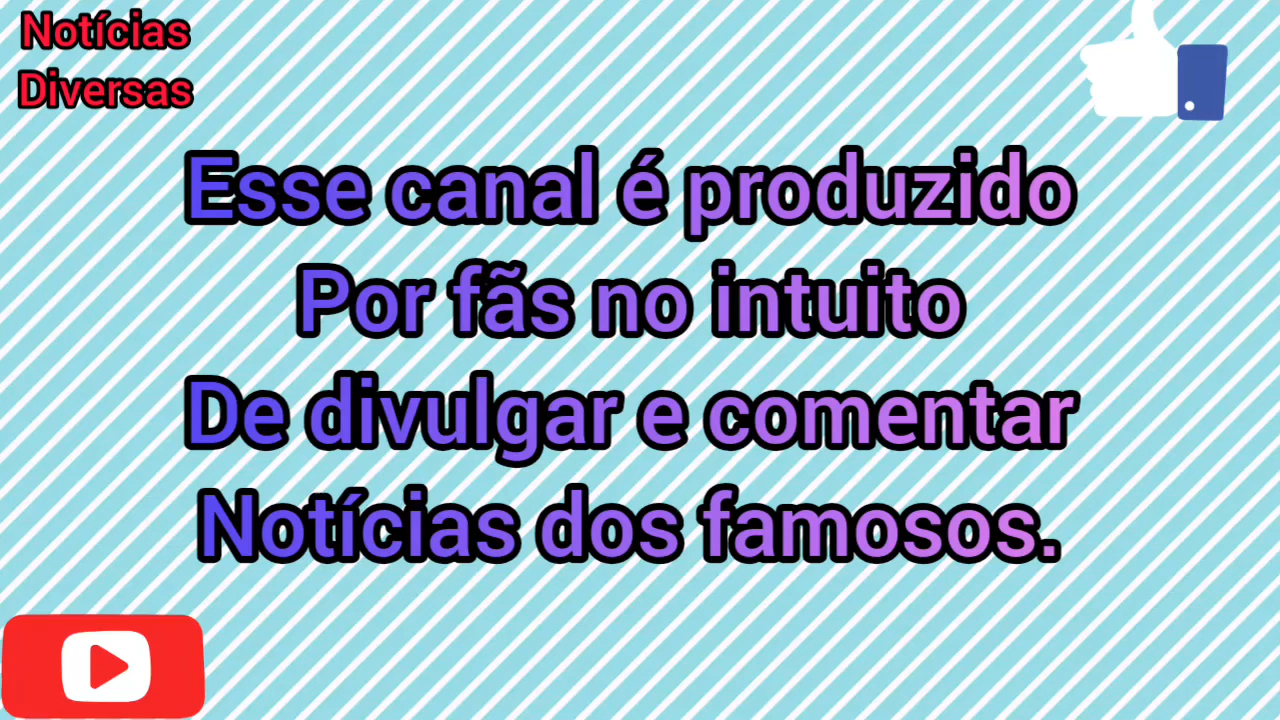 Notícias
Diversas
Esse canal é produzido
Por fãs no intuito
De divulgar e comentar
Notícias dos famosos.